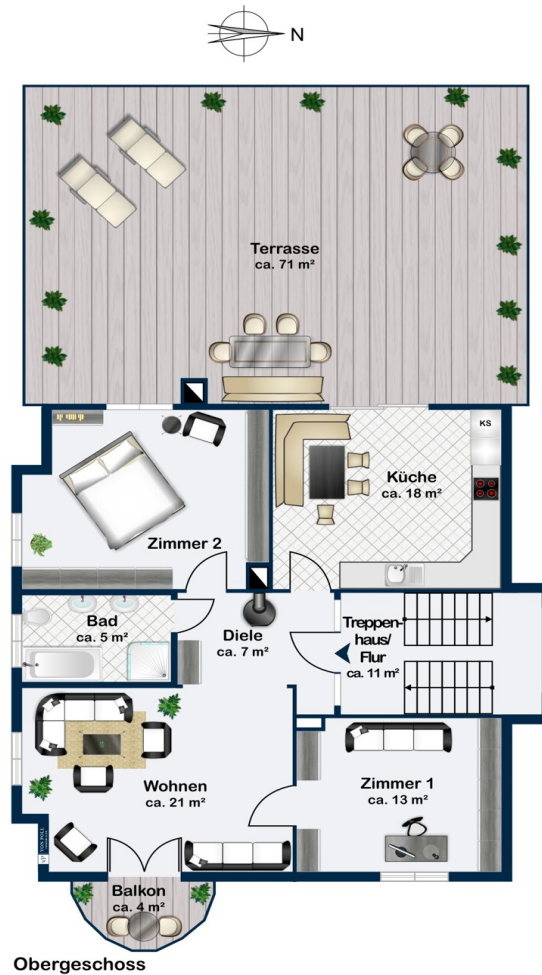 N
Terrasse
ca. 71 m²
KS
Küche
ca. 18 m²
Zimmer 2
Bad
ca. 5 m²
Diele
ca. 7 m²
Treppen-
haus/
Flur
ca. 11 m²
Wohnen
ca. 21 m²
Zimmer 1
ca. 13 m²
VON POLL
Balkon
ca. 4 m²
Obergeschoss